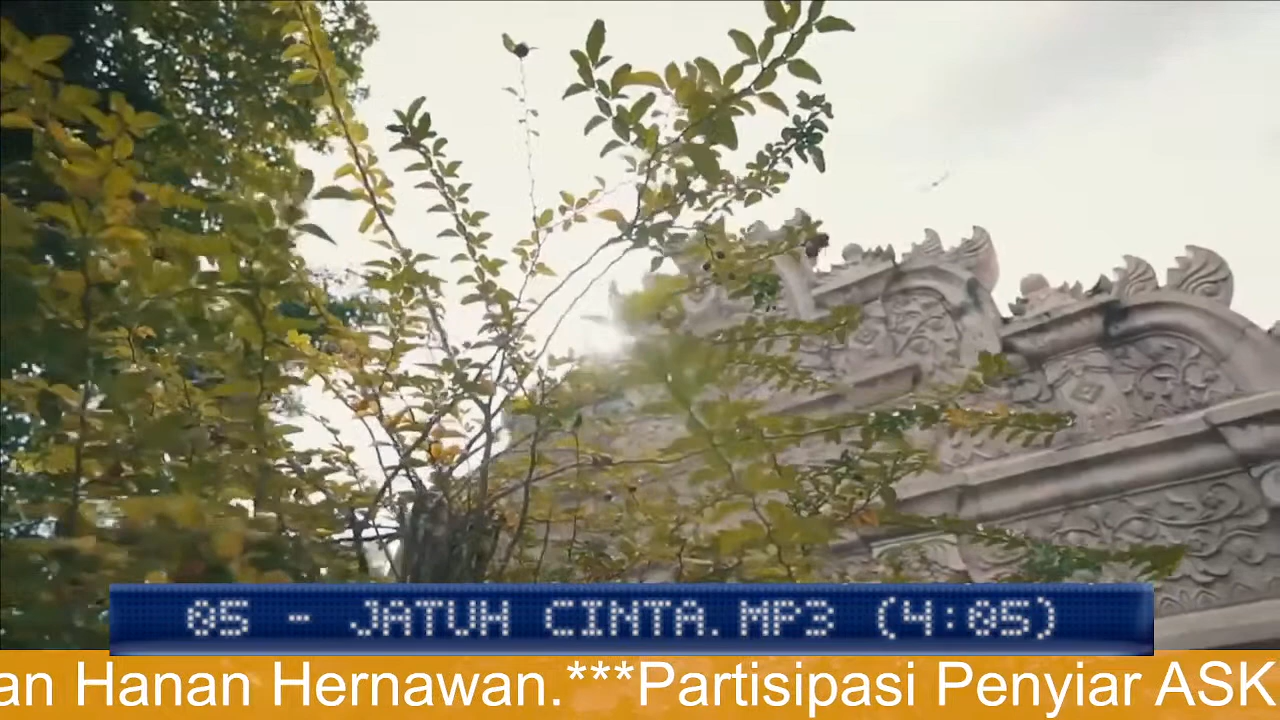 05 - JATUH CINTA.MP3 (4:05)
an Hanan Hernawan.***Partisipasi Penyiar ASK